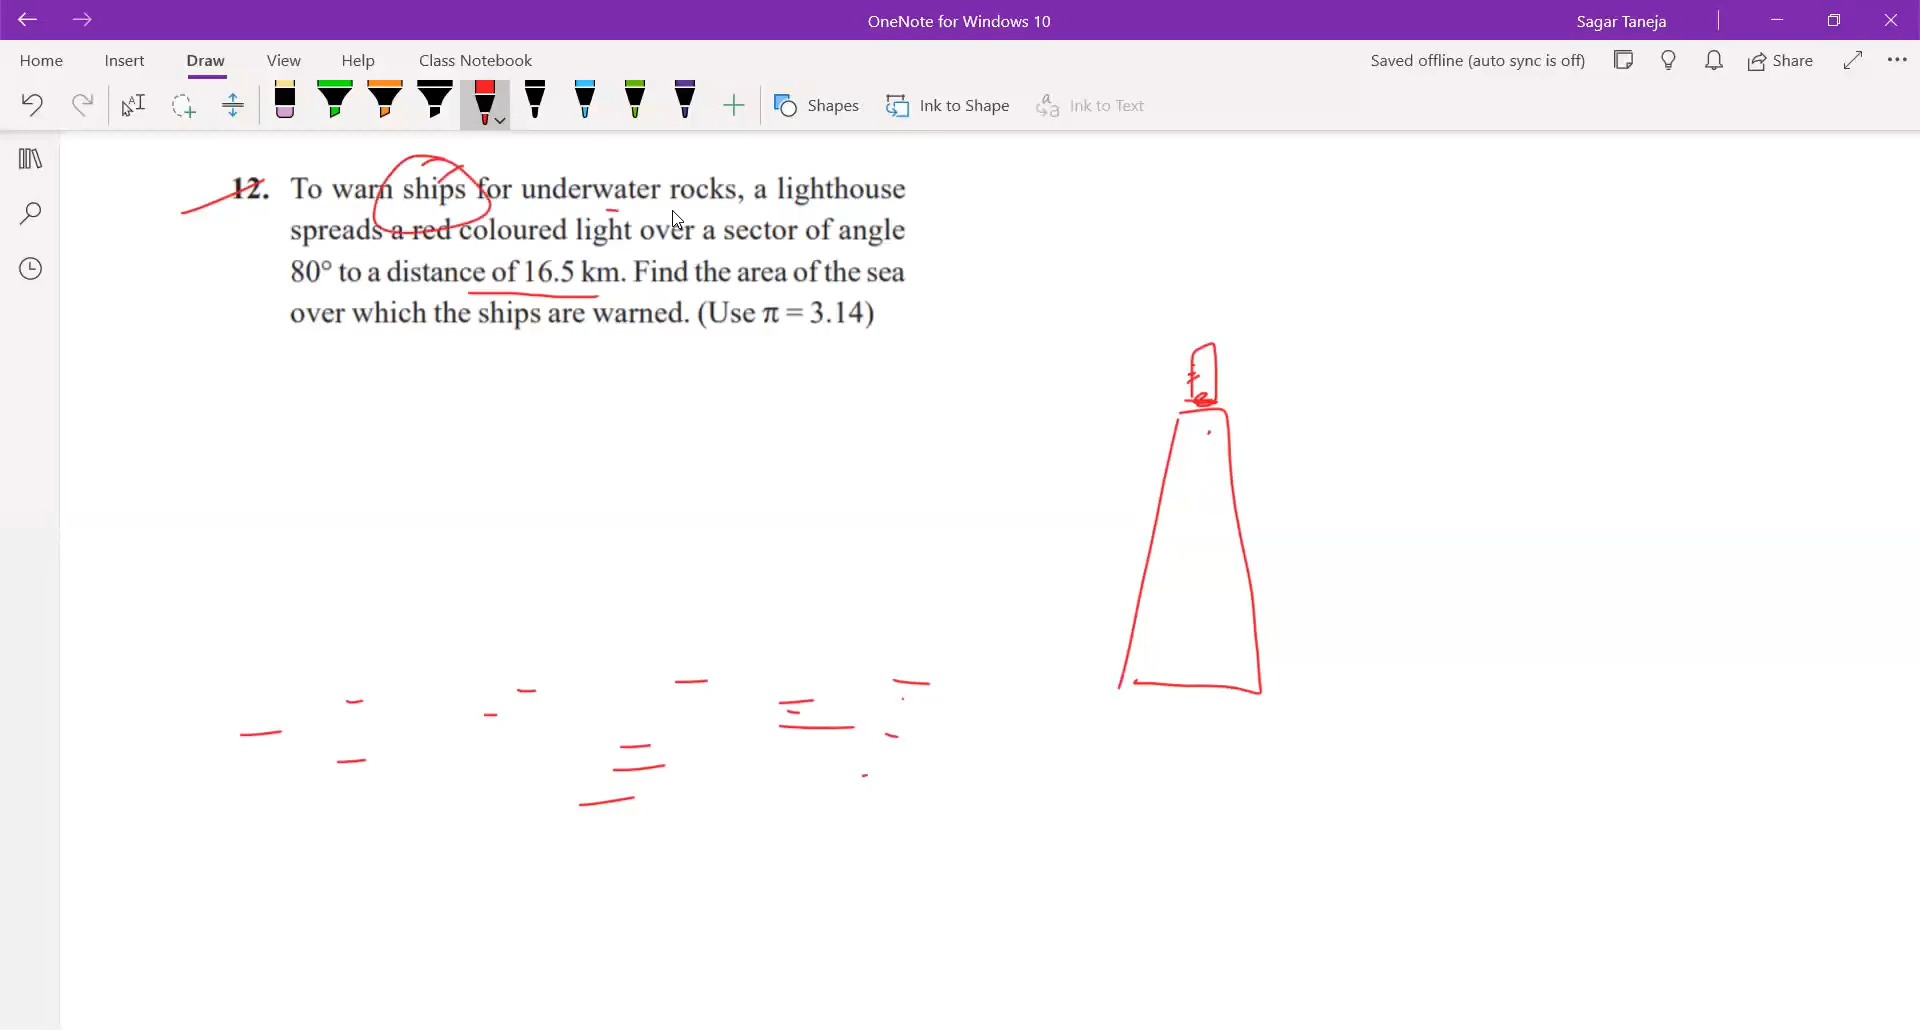 OneNote for Windows 10
Sagar Taneja
Home Insert Draw View Help Class Notebook
Saved offline (auto sync is off) Share
Shapes Ink to Shape Ink to Text
12. To warn ships for underwater rocks, a lighthouse
spreads a red coloured light over a sector of angle
80° to a distance of 16.5 km. Find the area of the sea
over which the ships are warned. (Use π = 3.14)